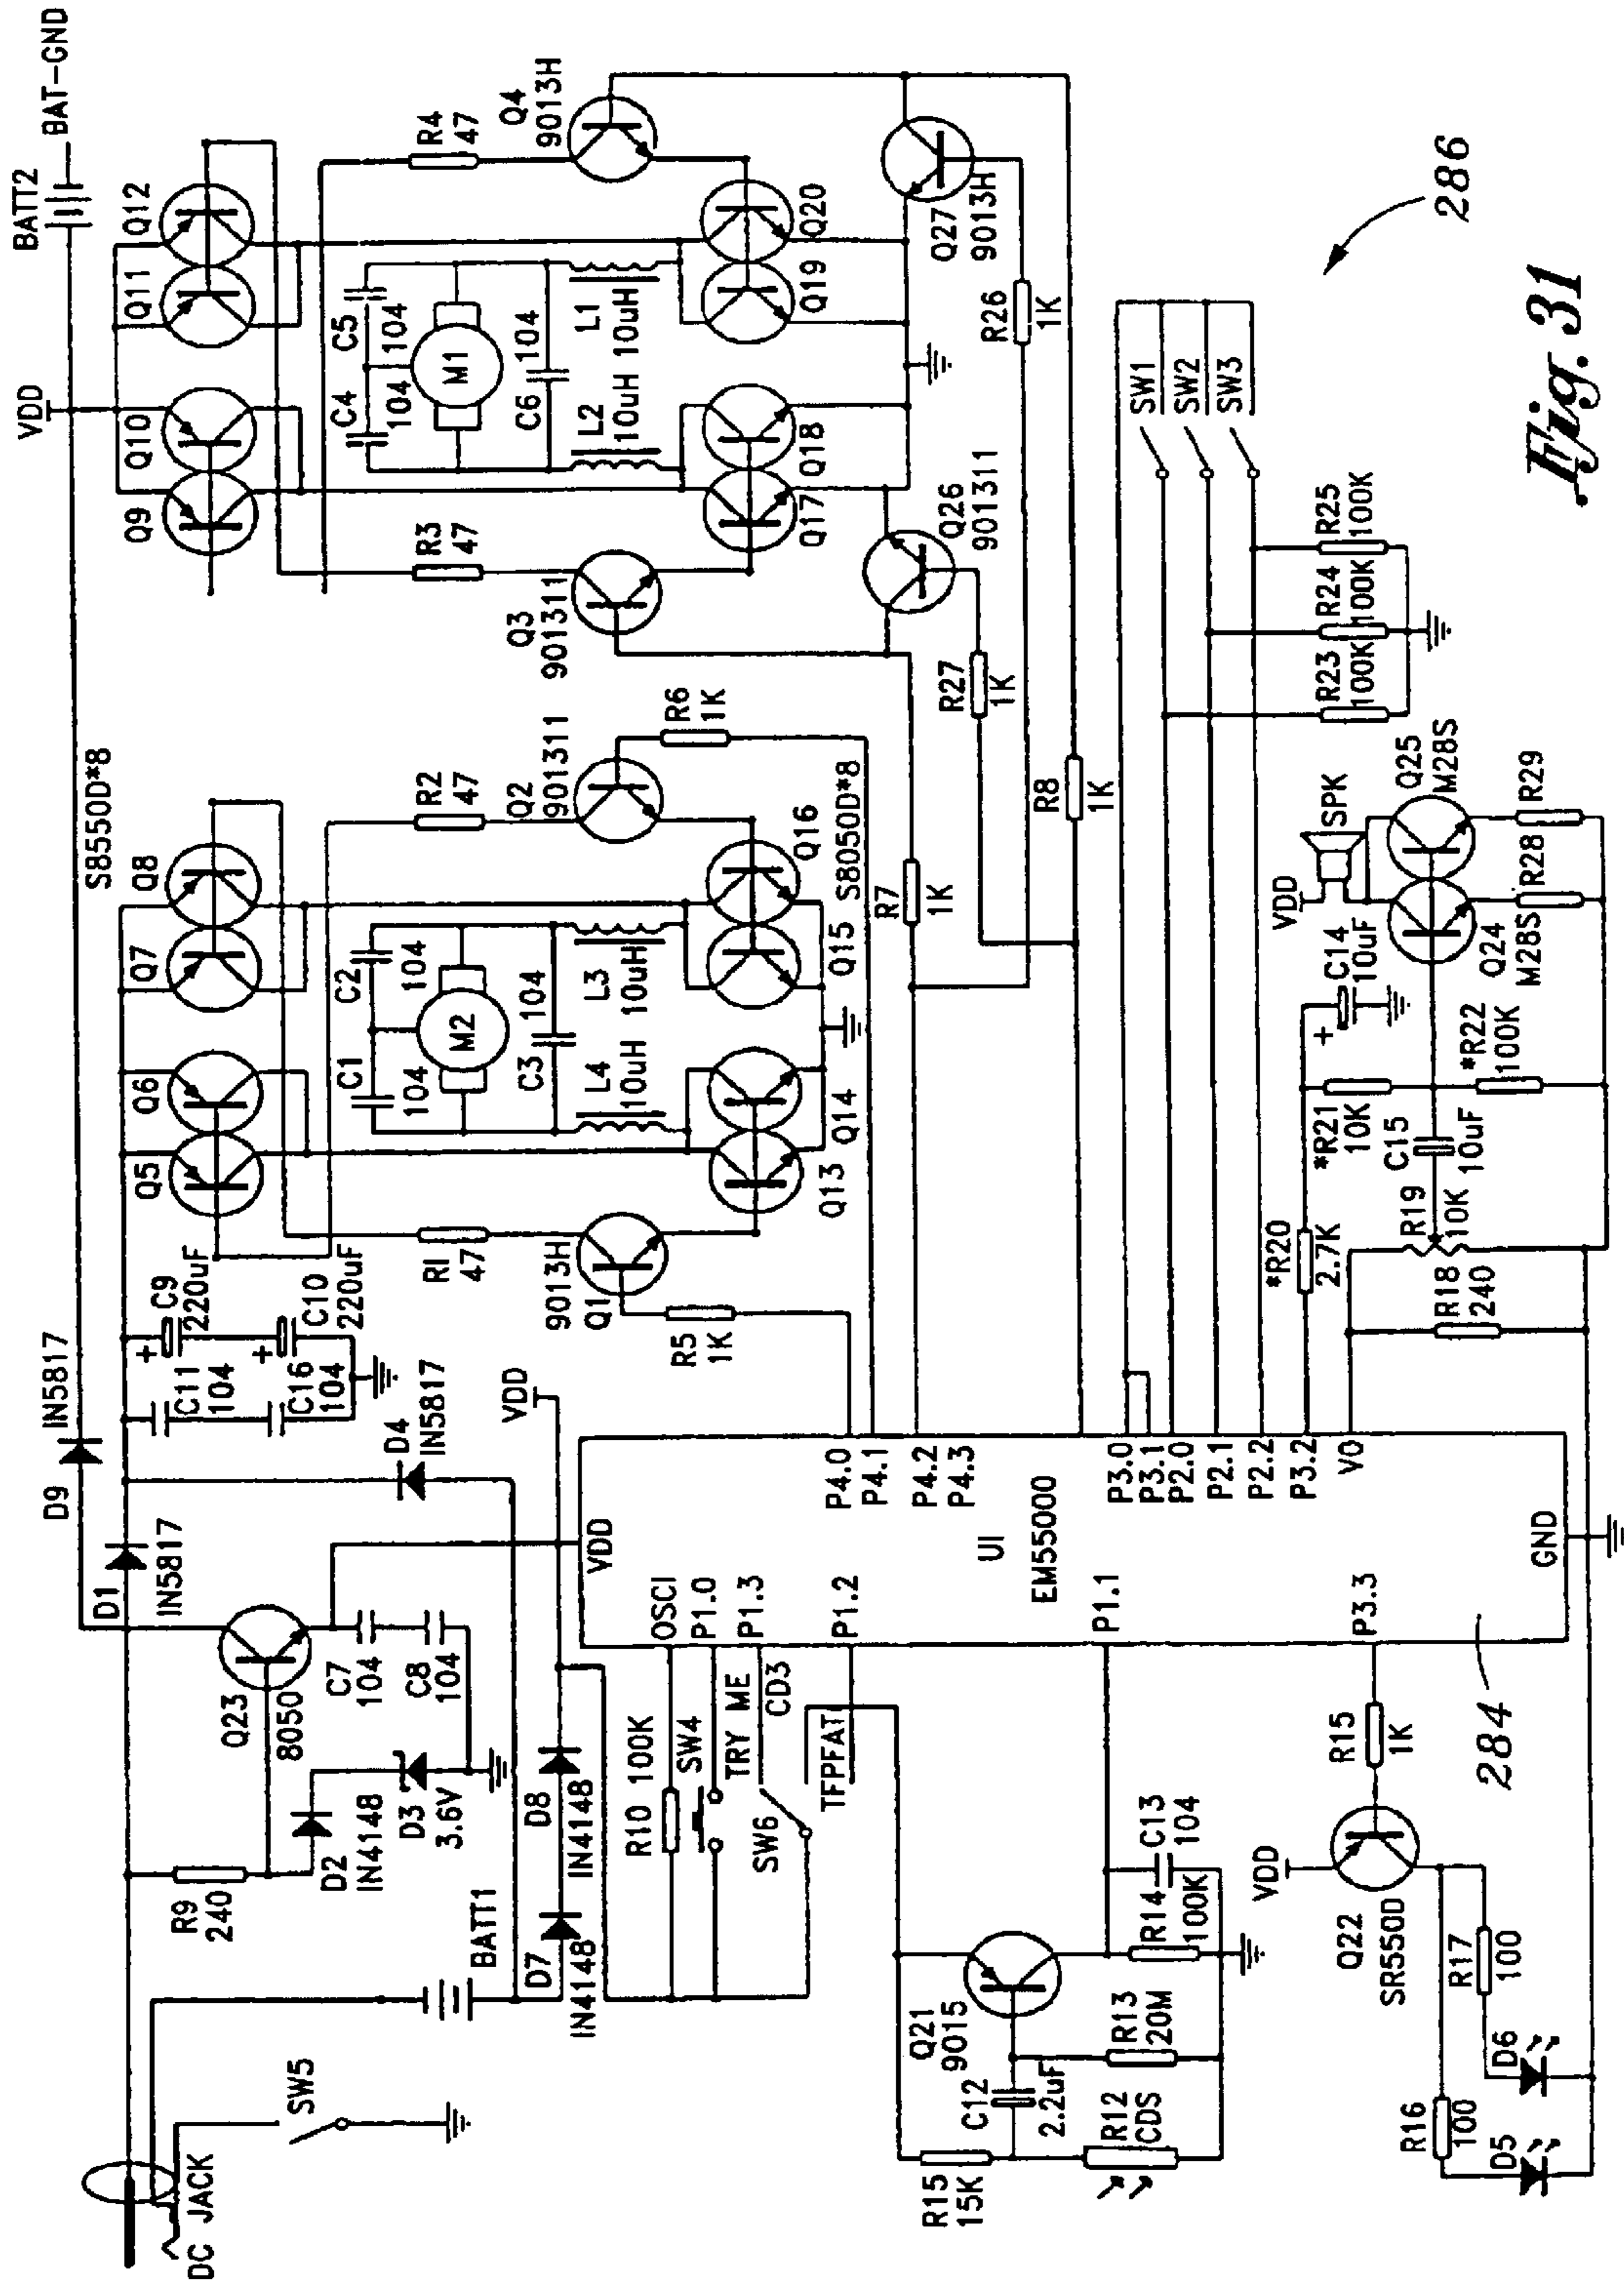 BATT2
BAT-GND
VDD
Q9
Q10
Q11
Q12
C4
104
C5
104
M1
C6
104
L2
10uH
L1
10uH
R3
47
R4
47
Q3
901311
Q4
9013H
Q17
Q18
Q19
Q20
Q26
901311
Q27
9013H
R26
1K
R27
1K
R8
1K
R7
1K
S8550D*8
Q5
Q6
Q7
Q8
C1
104
C2
104
M2
C3
104
L4
10uH
L3
10uH
R1
47
R2
47
9013H
Q1
Q2
901311
R5
1K
R6
1K
Q13
Q14
Q15
Q16
S8050D*8
D9
IN5817
D1
IN5817
C9
220uF
C10
220uF
C11
104
C16
104
D4
IN5817
Q23
8050
C7
104
C8
104
R9
240
D2
IN4148
D3
3.6V
BATT1
D7
IN4148
D8
IN4148
VDD
DC JACK
SW5
R10 100K
SW4
TRY ME
SW6
CD3
TFPFAT
VDD
OSCI
P1.0
P1.3
P1.2
P1.1
P3.3
UI
EM55000
GND
P4.0
P4.1
P4.2
P4.3
P3.0
P3.1
P2.0
P2.1
P2.2
P3.2
VO
SW1
SW2
SW3
R23
100K
R24
100K
R25
100K
Q21
9015
R15
15K
C12
2.2uF
R12
CDS
R13
20M
R14
100K
C13
104
VDD
Q22
SR550D
R15
1K
R16
100
R17
100
D5
D6
*R20
2.7K
*R21
10K
*R22
100K
C14
10uF
C15
10uF
R18
240
R19
10K
VDD
SPK
Q24
M28S
Q25
M28S
R28
R29
284
286
Fig. 31